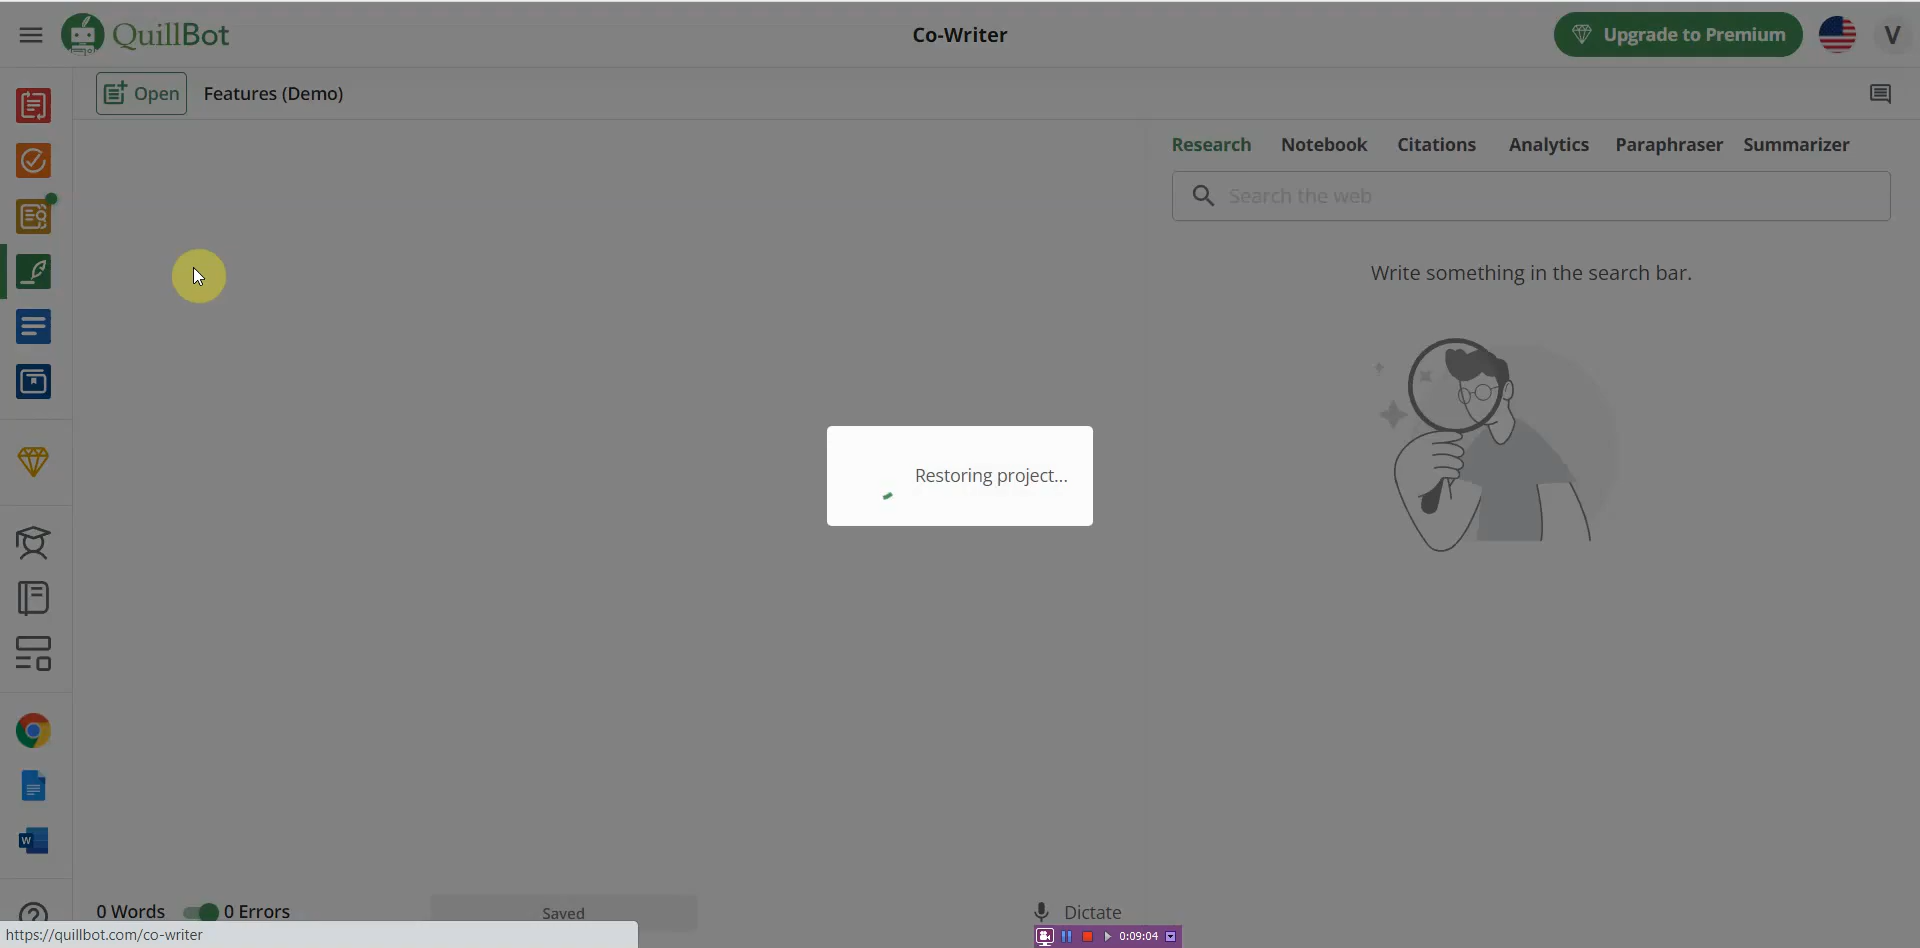 QuillBot
Co-Writer
Upgrade to Premium
V
Open
Features (Demo)
Research
Notebook
Citations
Analytics
Paraphraser
Summarizer
Search the web
Write something in the search bar.
Restoring project...
W
0 Words
0 Errors
Saved
Dictate
https://quillbot.com/co-writer
0:09:04